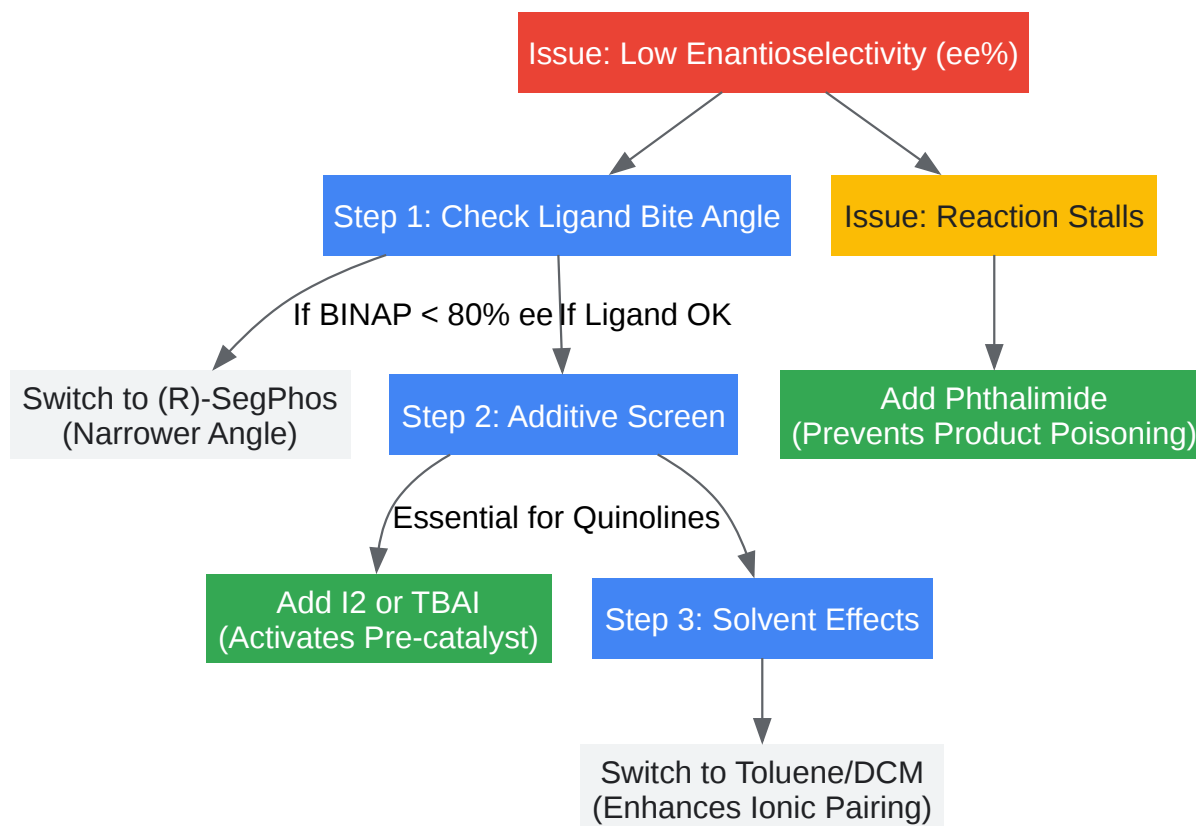 Issue: Low Enantioselectivity (ee%)
Step 1: Check Ligand Bite Angle
Issue: Reaction Stalls
If BINAP < 80% ee
If Ligand OK
Switch to (R)-SegPhos
(Narrower Angle)
Step 2: Additive Screen
Add Phthalimide
(Prevents Product Poisoning)
Essential for Quinolines
Add I2 or TBAI
(Activates Pre-catalyst)
Step 3: Solvent Effects
Switch to Toluene/DCM
(Enhances Ionic Pairing)